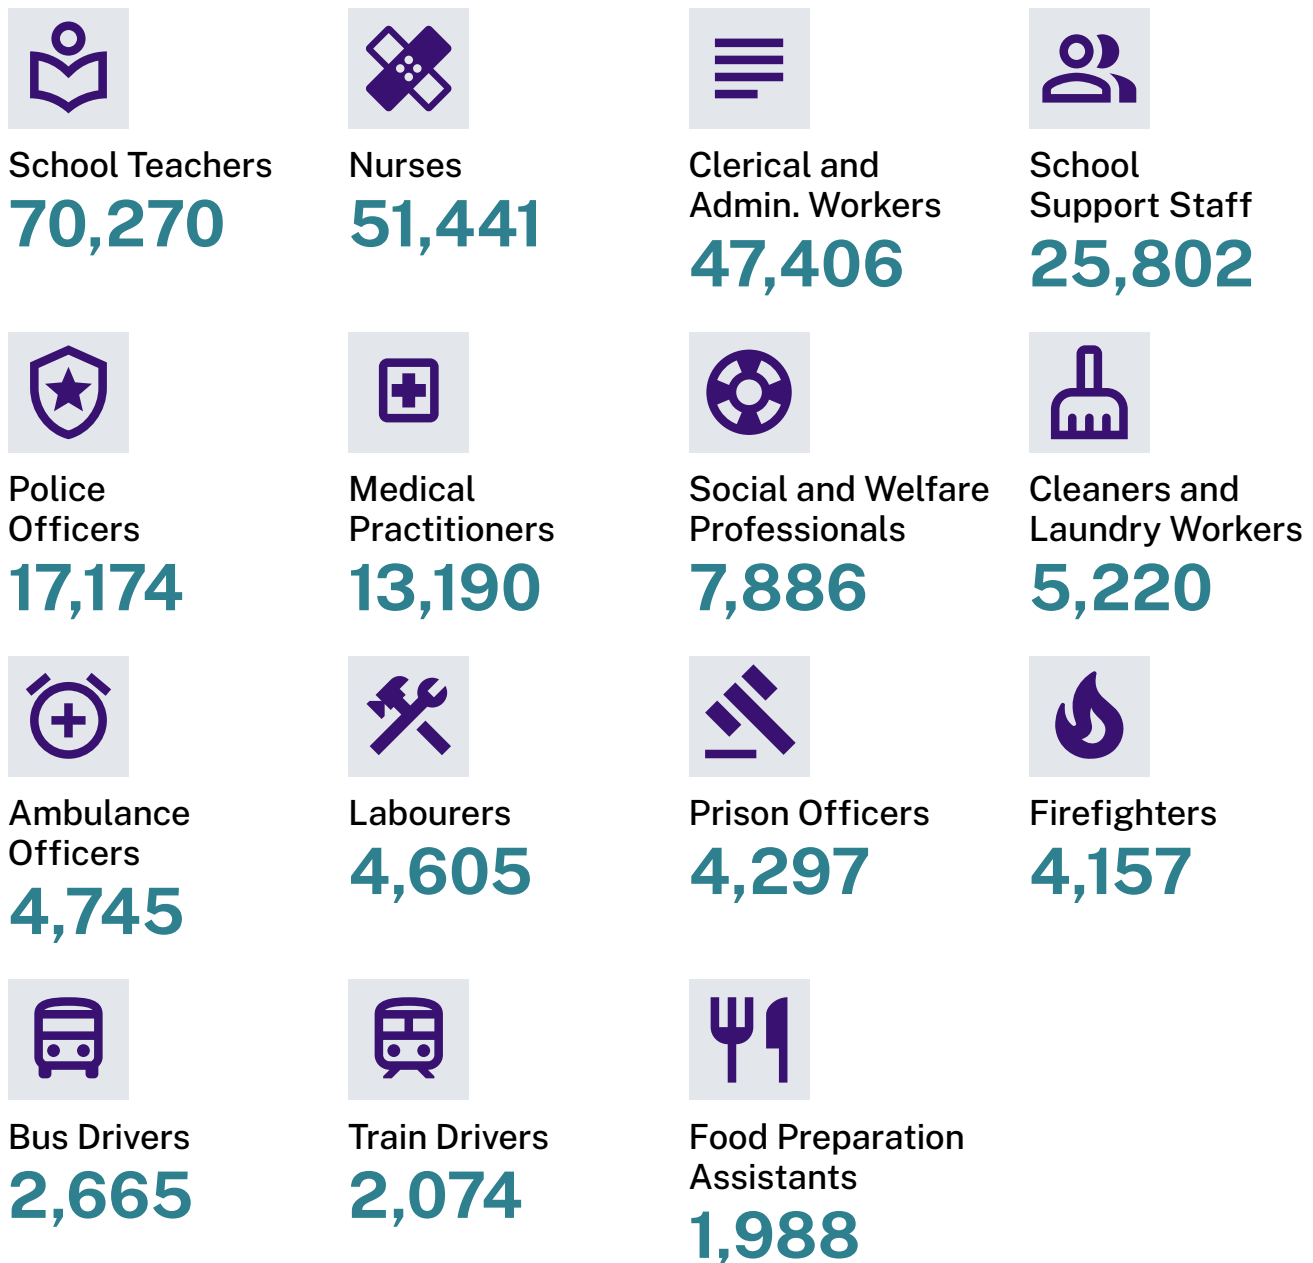 School Teachers
70,270
Nurses
51,441
Clerical and
Admin. Workers
47,406
School
Support Staff
25,802
Police
Officers
17,174
Medical
Practitioners
13,190
Social and Welfare
Professionals
7,886
Cleaners and
Laundry Workers
5,220
Ambulance
Officers
4,745
Labourers
4,605
Prison Officers
4,297
Firefighters
4,157
Bus Drivers
2,665
Train Drivers
2,074
Food Preparation
Assistants
1,988